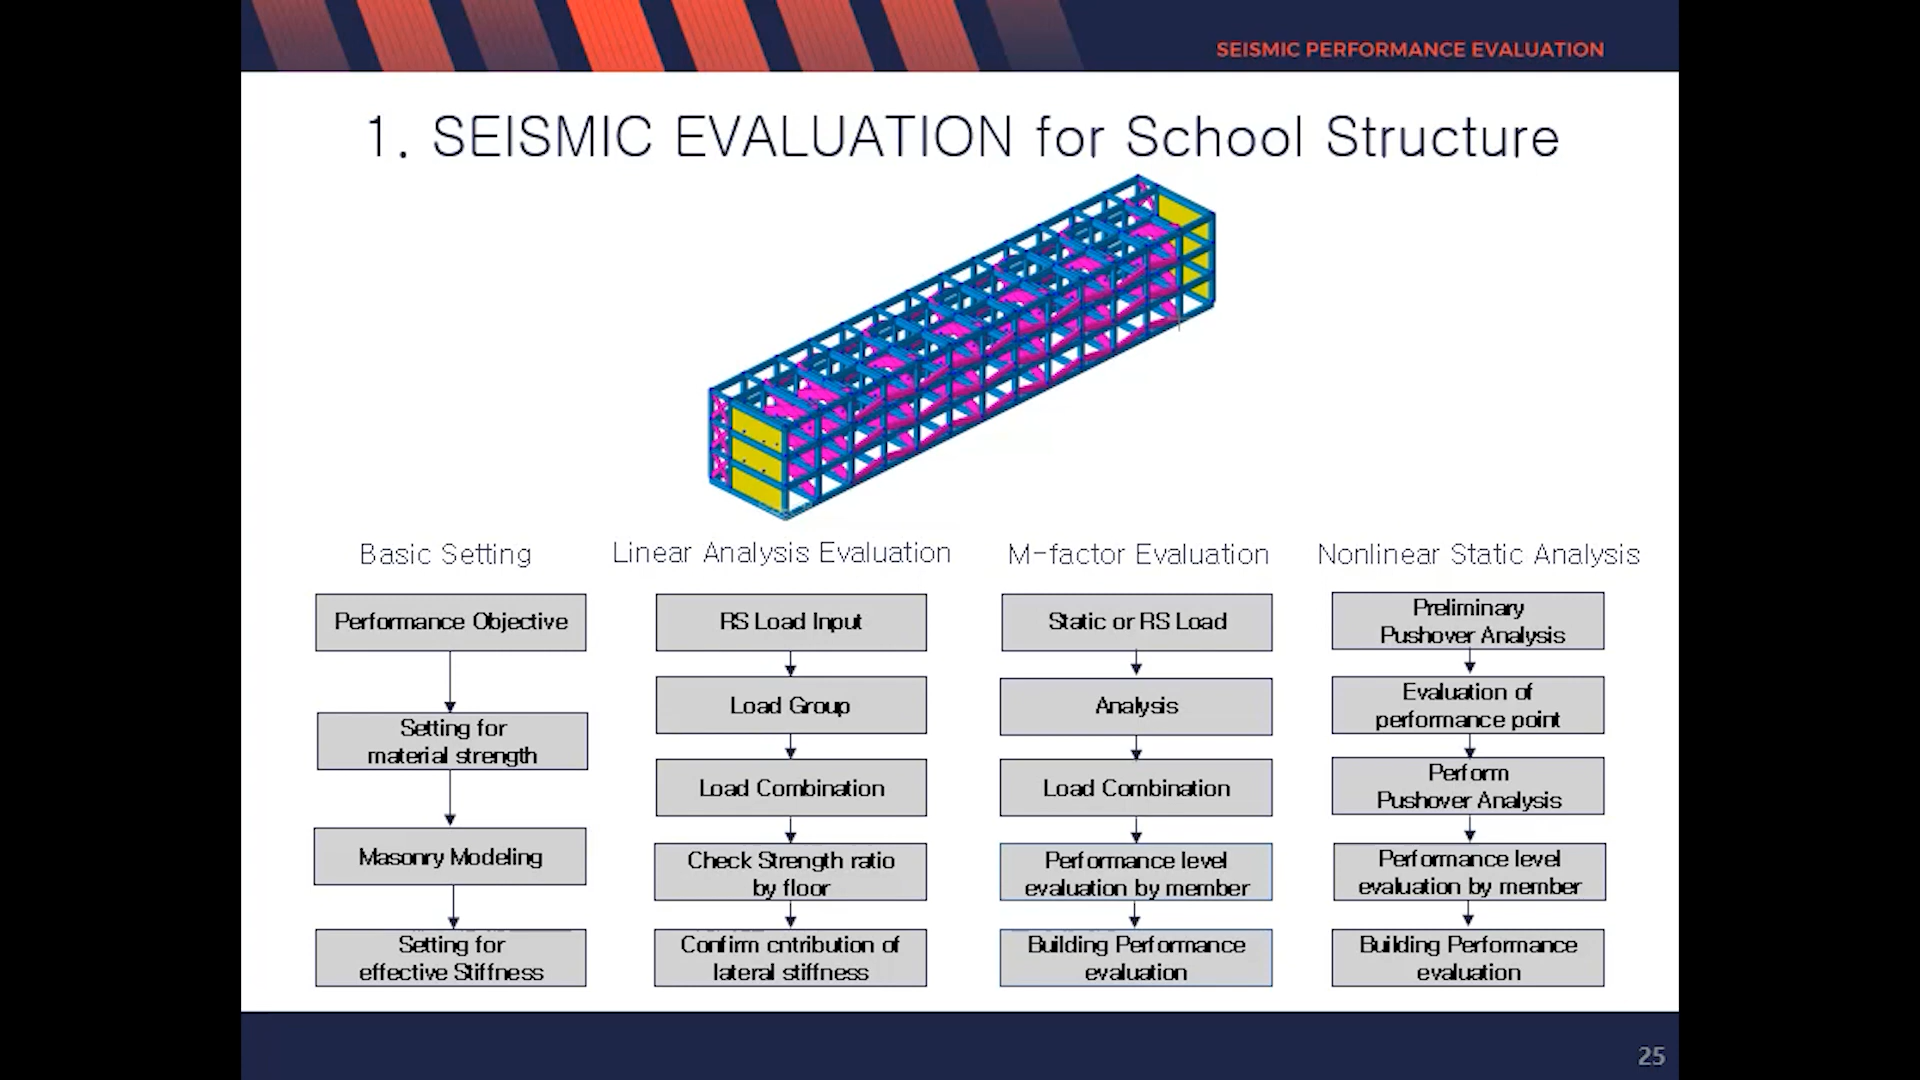 SEISMIC PERFORMANCE EVALUATION
1. SEISMIC EVALUATION for School Structure
Basic Setting
Performance Objective
Setting for
material strength
Masonry Modeling
Setting for
effective Stiffness
Linear Analysis Evaluation
RS Load Input
Load Group
Load Combination
Check Strength ratio
by floor
Confirm cntribution of
lateral stiffness
M-factor Evaluation
Static or RS Load
Analysis
Load Combination
Performance level
evaluation by member
Building Performance
evaluation
Nonlinear Static Analysis
Preliminary
Pushover Analysis
Evaluation of
performance point
Perform
Pushover Analysis
Performance level
evaluation by member
Building Performance
evaluation
25